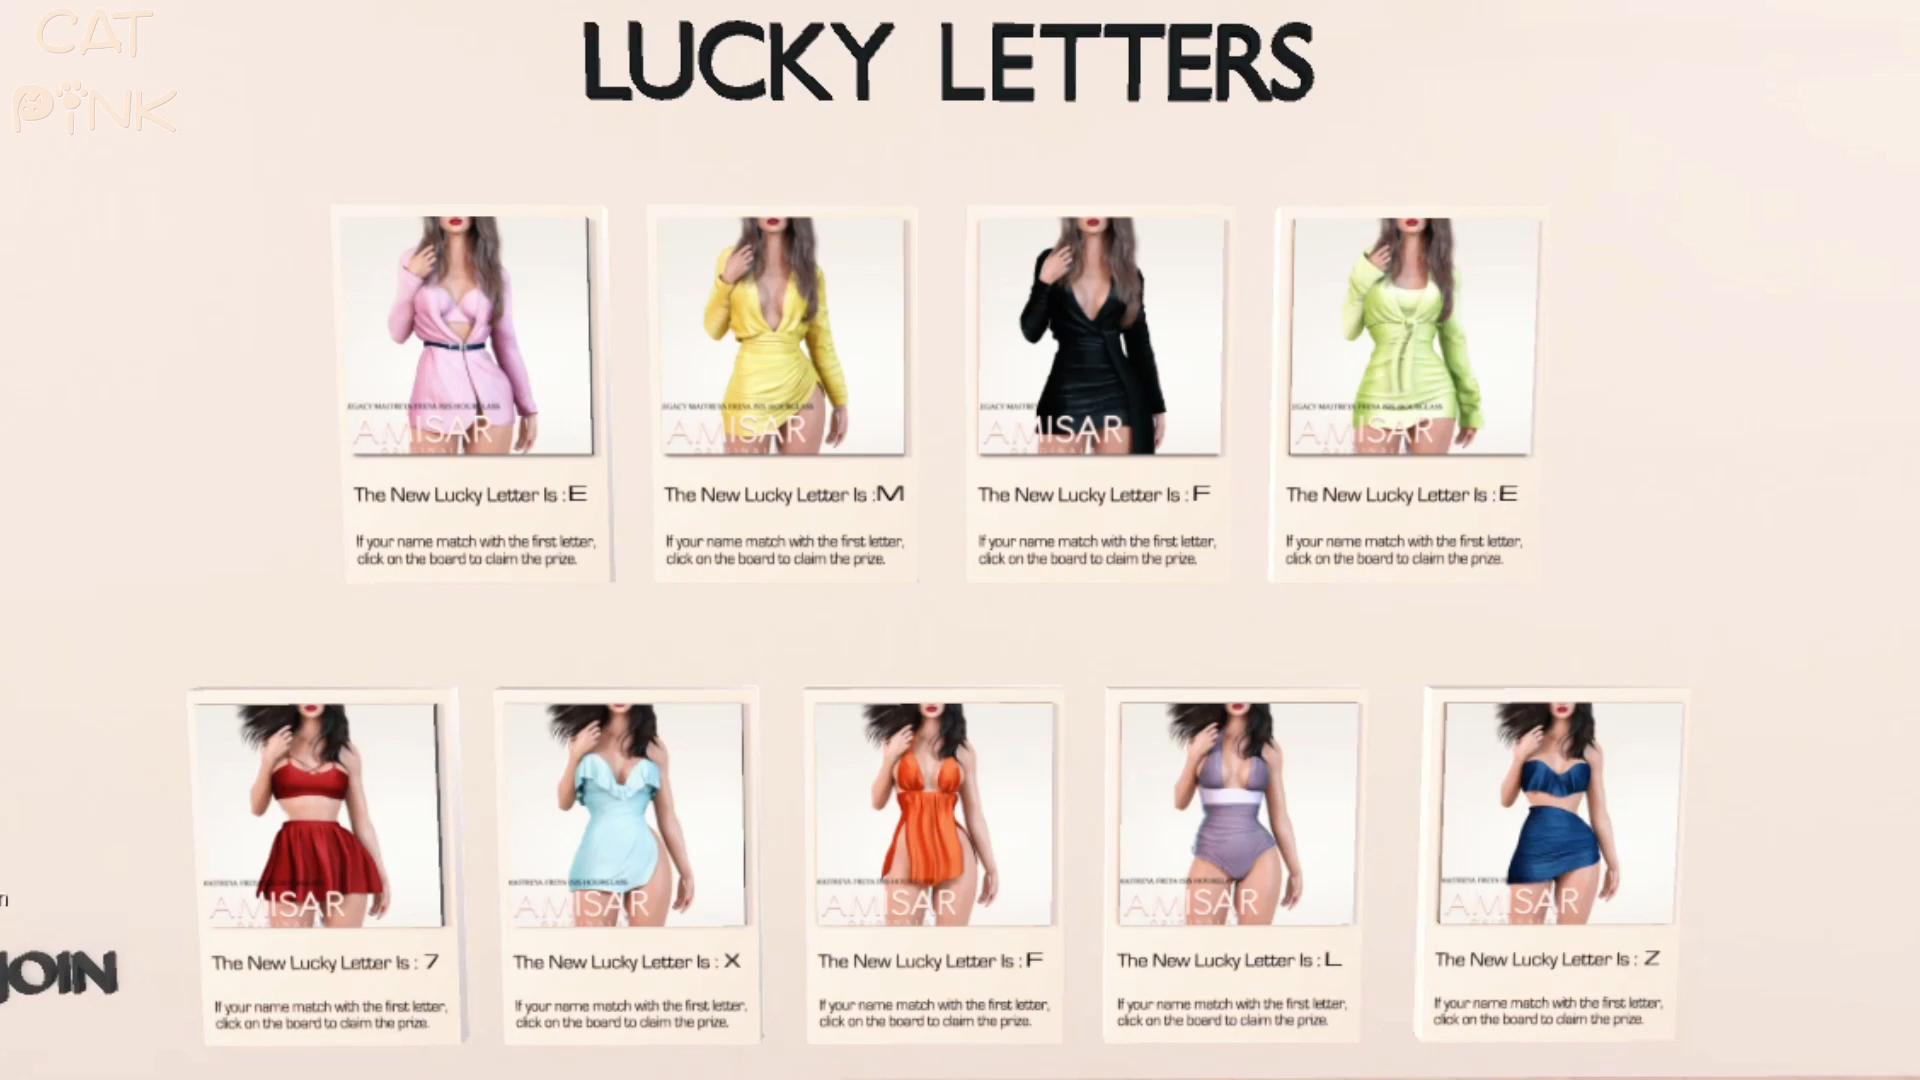 CAT
PINK
LUCKY LETTERS
AMISAR
The New Lucky Letter Is :E
If your name match with the first letter,
click on the board to claim the prize.
AMISAR
The New Lucky Letter Is :M
If your name match with the first letter,
click on the board to claim the prize.
AMISAR
The New Lucky Letter Is :F
If your name match with the first letter,
click on the board to claim the prize.
AMISAR
The New Lucky Letter Is :E
If your name match with the first letter,
click on the board to claim the prize.
AMISAR
The New Lucky Letter Is : 7
If your name match with the first letter,
click on the board to claim the prize.
AMISAR
The New Lucky Letter Is : X
If your name match with the first letter,
click on the board to claim the prize.
AMISAR
The New Lucky Letter Is :F
If your name match with the first letter,
click on the board to claim the prize.
AMISAR
The New Lucky Letter Is :L
If your name match with the first letter,
click on the board to claim the prize.
AMISAR
The New Lucky Letter Is : Z
If your name match with the first letter,
click on the board to claim the prize.
JOIN